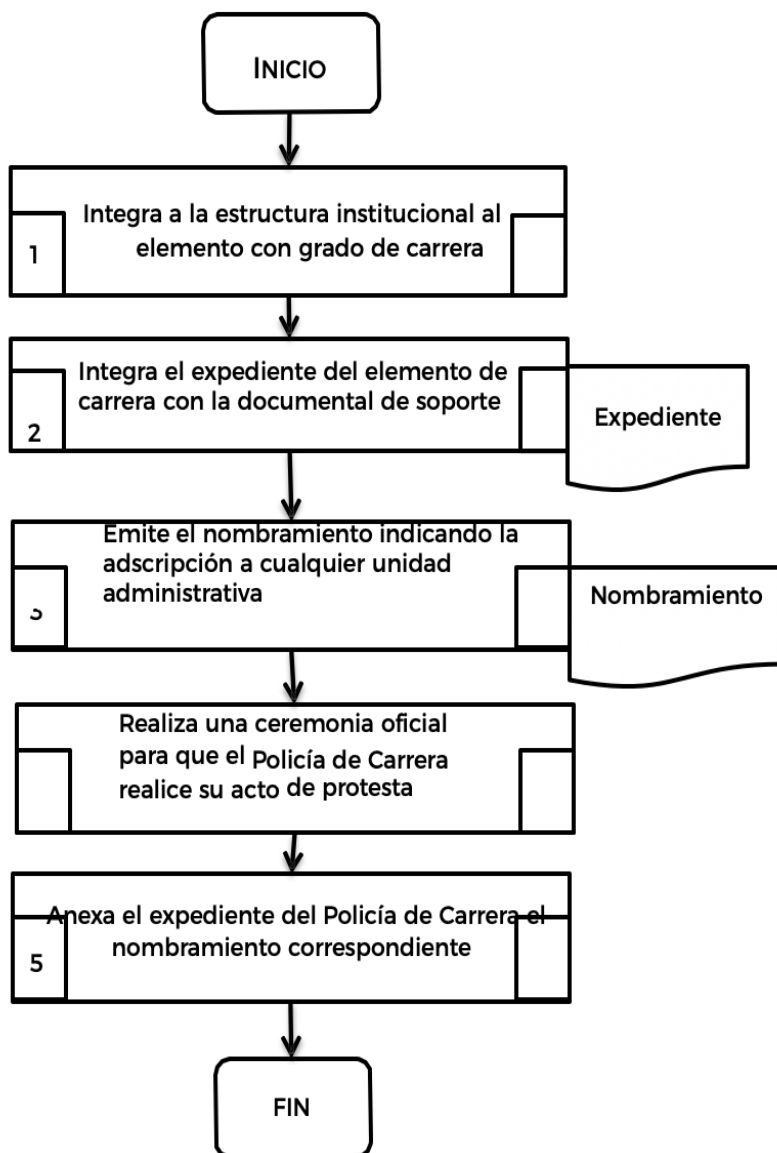 INICIO
Integra a la estructura institucional al
elemento con grado de carrera
1
Integra el expediente del elemento de
carrera con la documental de soporte
2
Expediente
Emite el nombramiento indicando la
adscripción a cualquier unidad
administrativa
Nombramiento
Realiza una ceremonia oficial
para que el Policía de Carrera
realice su acto de protesta
Anexa el expediente del Policía de Carrera el
nombramiento correspondiente
5
FIN